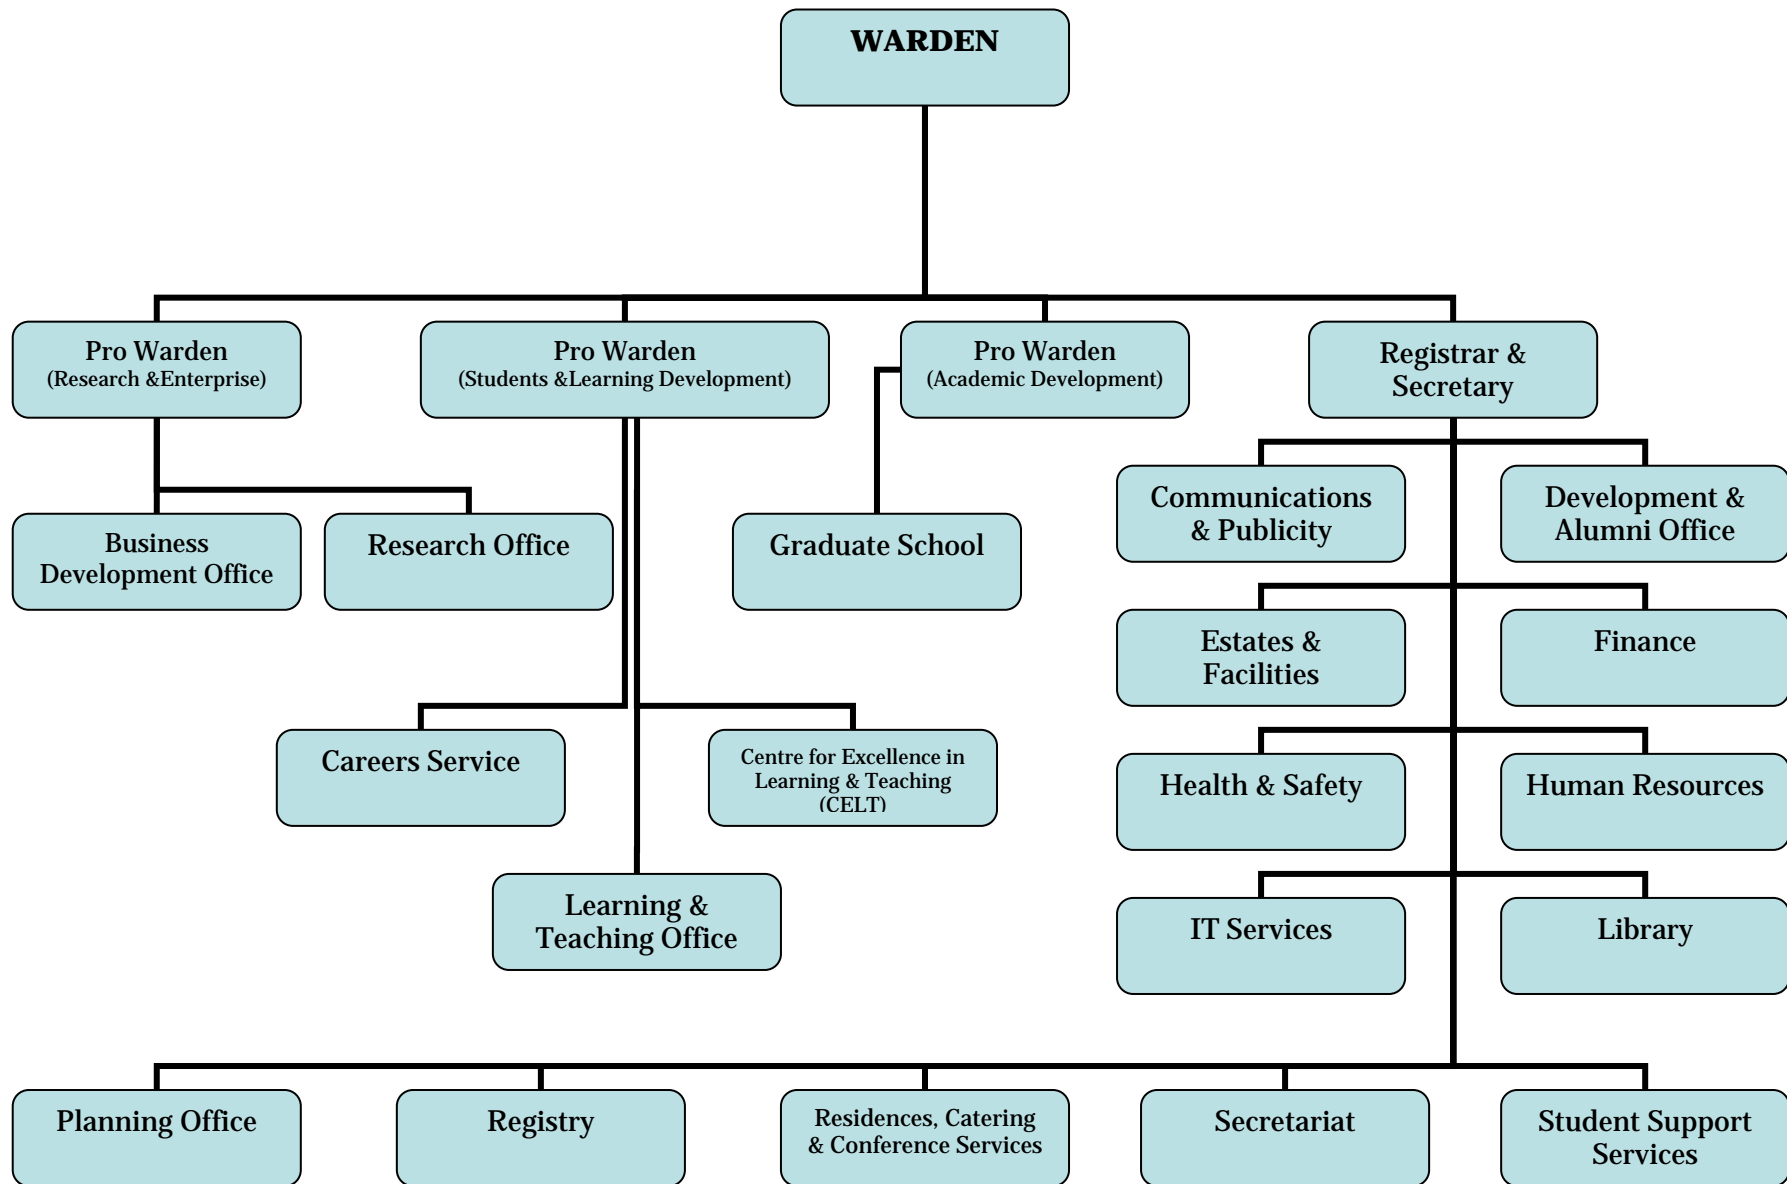 WARDEN
Pro Warden
(Research &Enterprise)
Pro Warden
(Students &Learning Development)
Pro Warden
(Academic Development)
Registrar &
Secretary
Communications
& Publicity
Development &
Alumni Office
Business
Development Office
Research Office
Graduate School
Estates &
Facilities
Finance
Careers Service
Centre for Excellence in
Learning & Teaching
(CELT)
Health & Safety
Human Resources
Learning &
Teaching Office
IT Services
Library
Planning Office
Registry
Residences, Catering
& Conference Services
Secretariat
Student Support
Services